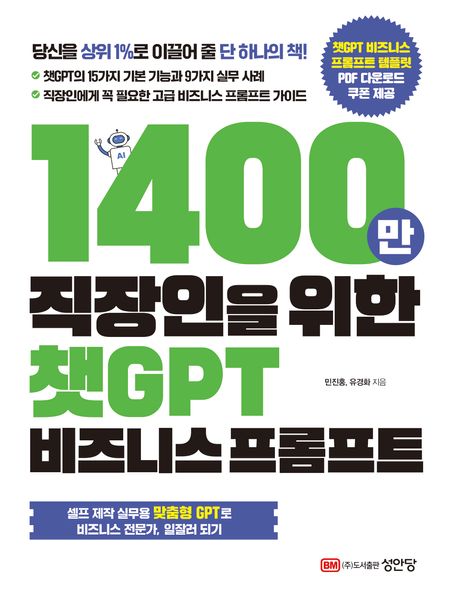 당신을 상위 1%로 이끌어 줄 단 하나의 책!
챗GPT의 15가지 기본 기능과 9가지 실무 사례
직장인에게 꼭 필요한 고급 비즈니스 프롬프트 가이드
챗GPT 비즈니스
프롬프트 템플릿
PDF 다운로드
쿠폰 제공
AI
1400만
직장인을 위한
챗GPT
민진홍, 유경화 지음
비즈니스 프롬프트
셀프 제작 실무용 맞춤형 GPT로
비즈니스 전문가, 일잘러 되기
BM (주)도서출판 성안당